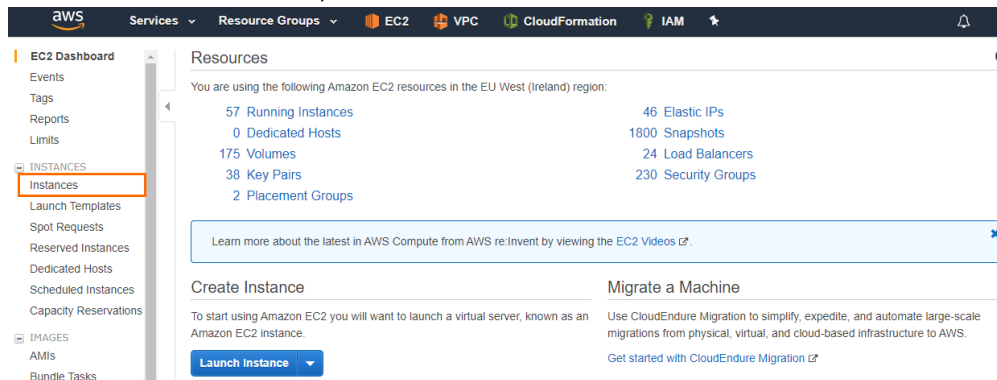 aws Services Resource Groups EC2 VPC CloudFormation IAM
EC2 Dashboard
Events
Tags
Reports
Limits
INSTANCES
Instances
Launch Templates
Spot Requests
Reserved Instances
Dedicated Hosts
Scheduled Instances
Capacity Reservations
IMAGES
AMIs
Bundle Tasks
Resources
You are using the following Amazon EC2 resources in the EU West (Ireland) region:
57 Running Instances
0 Dedicated Hosts
175 Volumes
38 Key Pairs
2 Placement Groups
46 Elastic IPs
1800 Snapshots
24 Load Balancers
230 Security Groups
Learn more about the latest in AWS Compute from AWS re:Invent by viewing the EC2 Videos.
Create Instance
To start using Amazon EC2 you will want to launch a virtual server, known as an
Amazon EC2 instance.
Launch Instance
Migrate a Machine
Use CloudEndure Migration to simplify, expedite, and automate large-scale
migrations from physical, virtual, and cloud-based infrastructure to AWS.
Get started with CloudEndure Migration